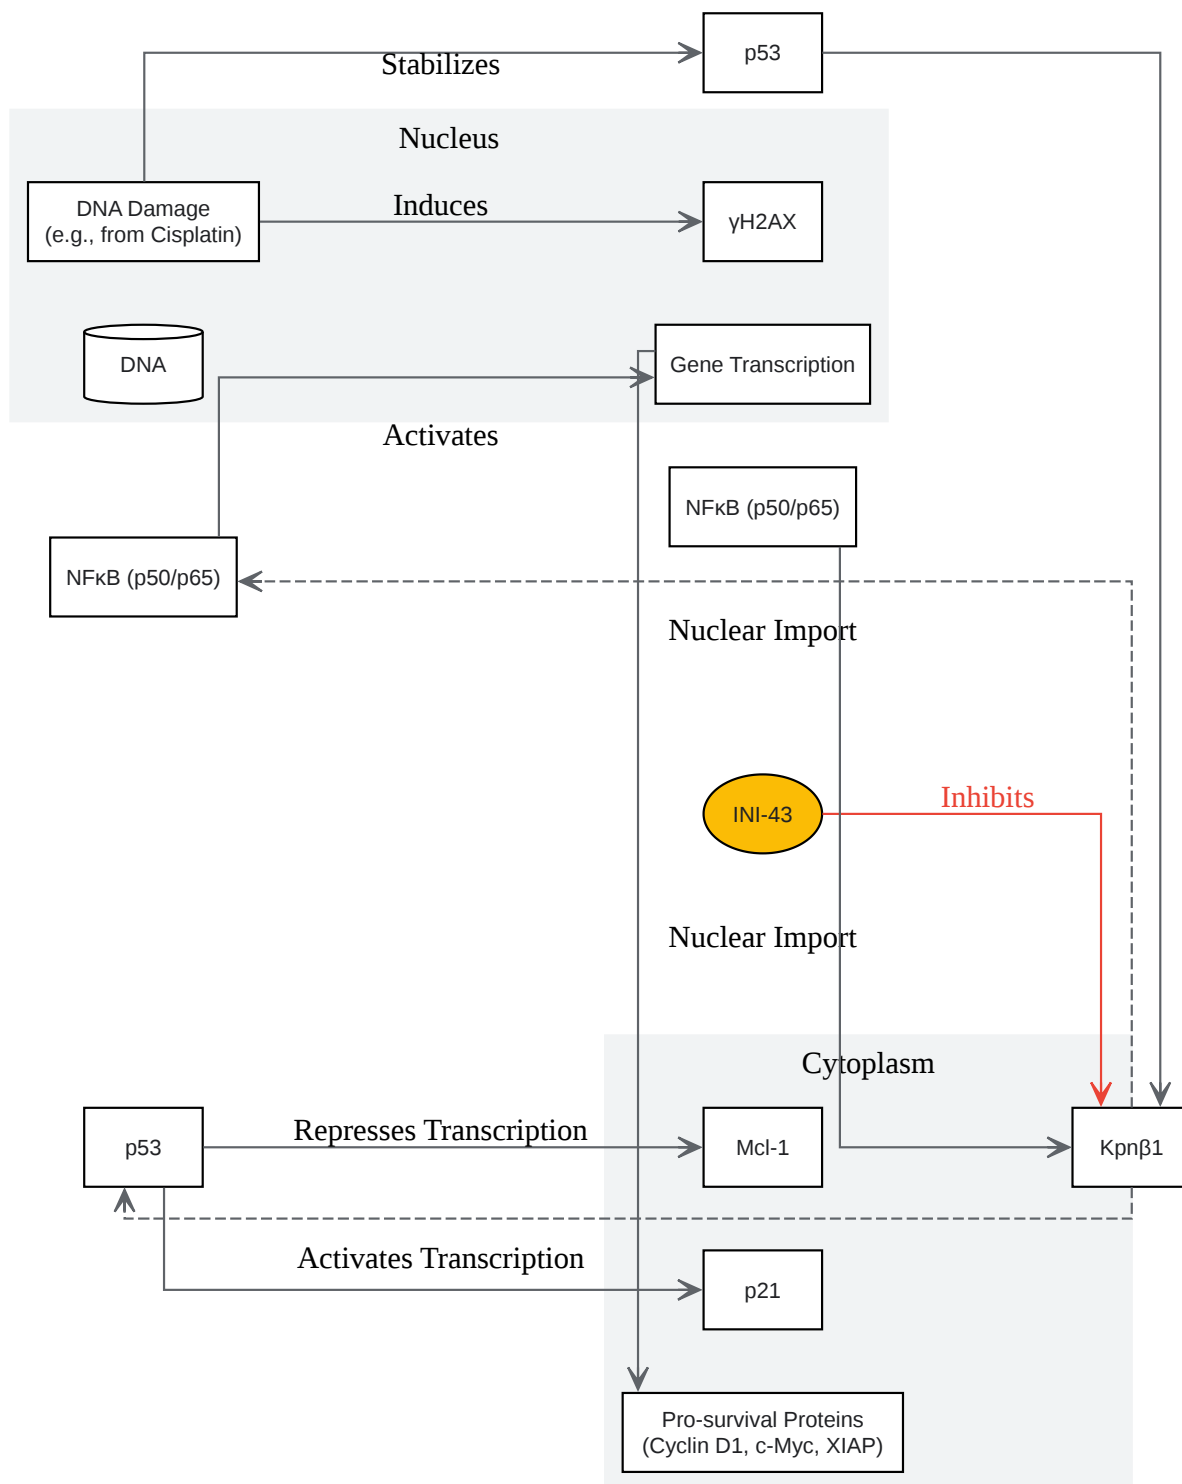 p53
Stabilizes
Nucleus
DNA Damage
(e.g., from Cisplatin)
Induces
γH2AX
DNA
Gene Transcription
Activates
NFκB (p50/p65)
NFκB (p50/p65)
Nuclear Import
INI-43
Inhibits
Nuclear Import
Cytoplasm
p53
Represses Transcription
Mcl-1
Kpnβ1
Activates Transcription
p21
Pro-survival Proteins
(Cyclin D1, c-Myc, XIAP)